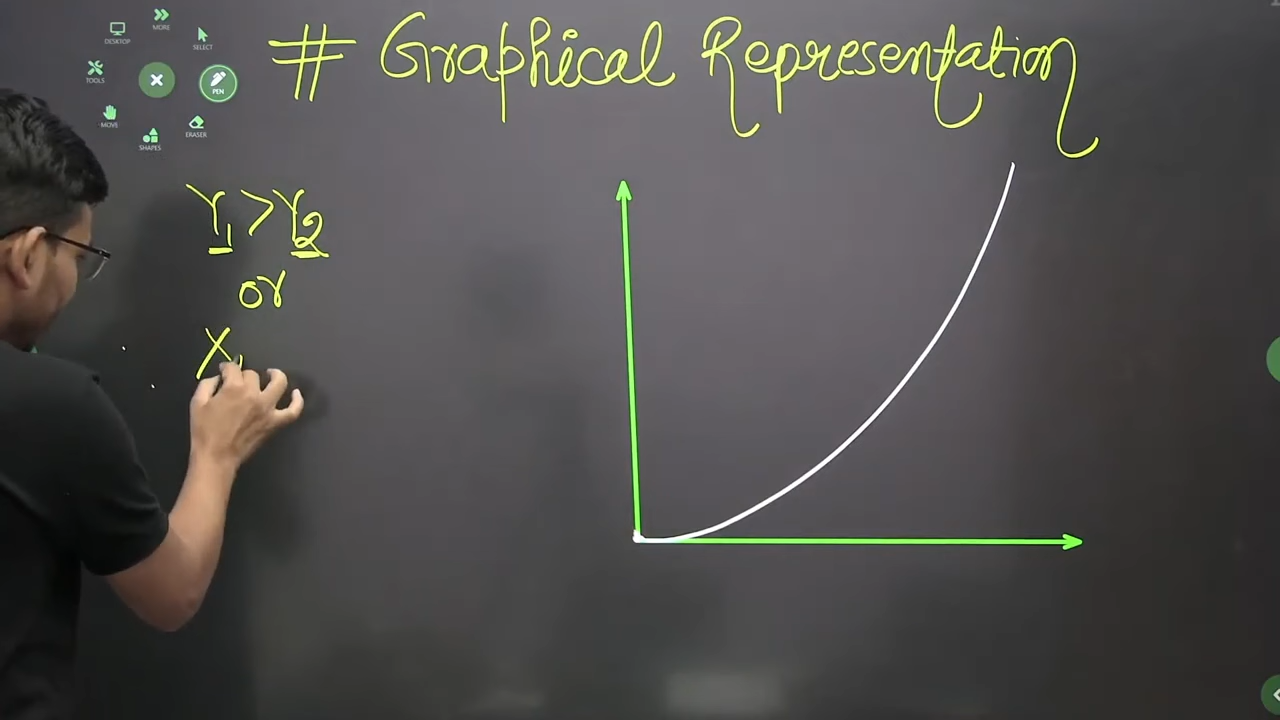 MORE
DESKTOP
SELECT
TOOLS
PEN
MOVE
ERASER
SHAPES
# Graphical Representation
Y₁ > Y₂
or
X₁